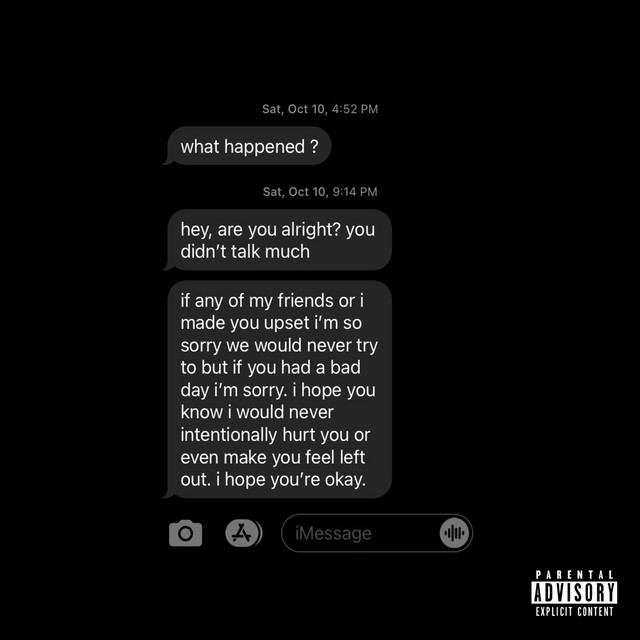 Sat, Oct 10, 4:52 PM
what happened ?
Sat, Oct 10, 9:14 PM
hey, are you alright? you
didn’t talk much
if any of my friends or i
made you upset i’m so
sorry we would never try
to but if you had a bad
day i’m sorry. i hope you
know i would never
intentionally hurt you or
even make you feel left
out. i hope you’re okay.
iMessage
PARENTAL
ADVISORY
EXPLICIT CONTENT